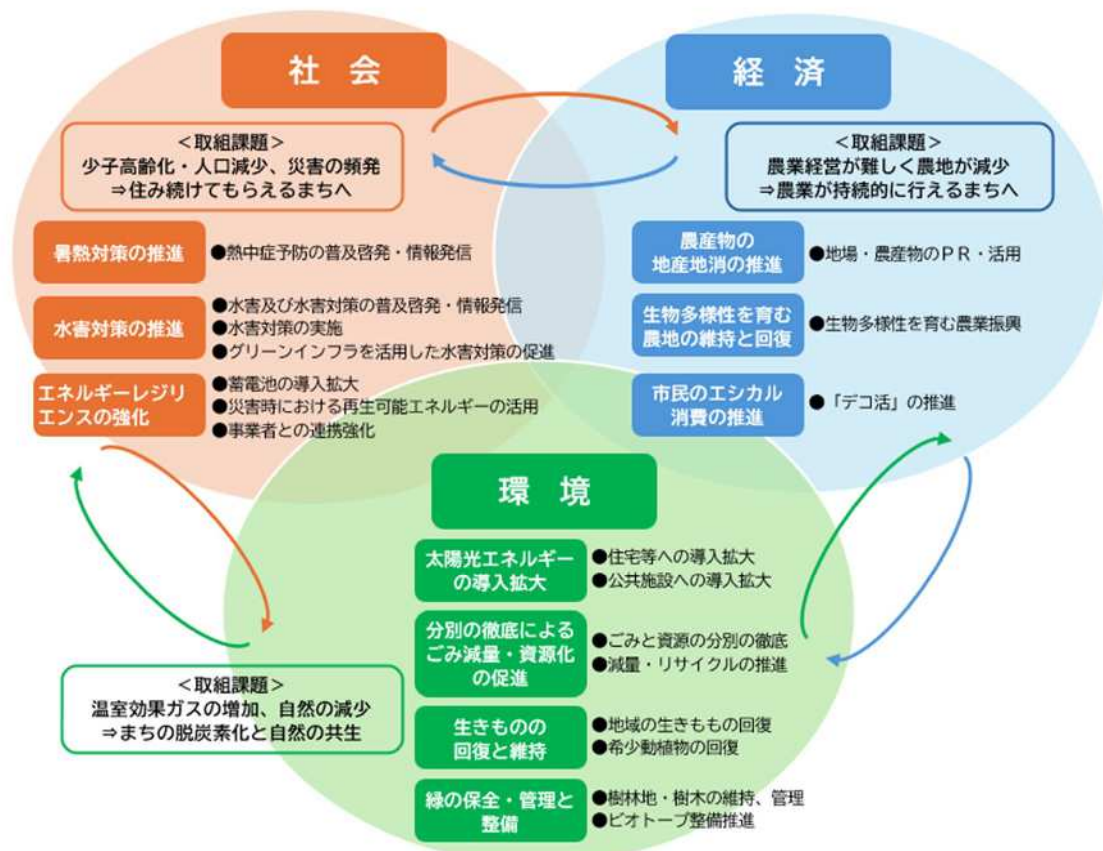 社　会
＜取組課題＞
少子高齢化・人口減少、災害の頻発
⇒住み続けてもらえるまちへ
暑熱対策の推進
●熱中症予防の普及啓発・情報発信
水害対策の推進
●水害及び水害対策の普及啓発・情報発信
●水害対策の実施
●グリーンインフラを活用した水害対策の促進
エネルギーレジリ
エンスの強化
●蓄電池の導入拡大
●災害時における再生可能エネルギーの活用
●事業者との連携強化
経　済
＜取組課題＞
農業経営が難しく農地が減少
⇒農業が持続的に行えるまちへ
農産物の
地産地消の推進
●地場・農産物のＰＲ・活用
生物多様性を育む
農地の維持と回復
●生物多様性を育む農業振興
市民のエシカル
消費の推進
●「デコ活」の推進
環　境
太陽光エネルギー
の導入拡大
●住宅等への導入拡大
●公共施設への導入拡大
分別の徹底による
ごみ減量・資源化
の促進
●ごみと資源の分別の徹底
●減量・リサイクルの推進
＜取組課題＞
温室効果ガスの増加、自然の減少
⇒まちの脱炭素化と自然の共生
生きものの
回復と維持
●地域の生きももの回復
●希少動植物の回復
緑の保全・管理と
整備
●樹林地・樹木の維持、管理
●ビオトープ整備推進